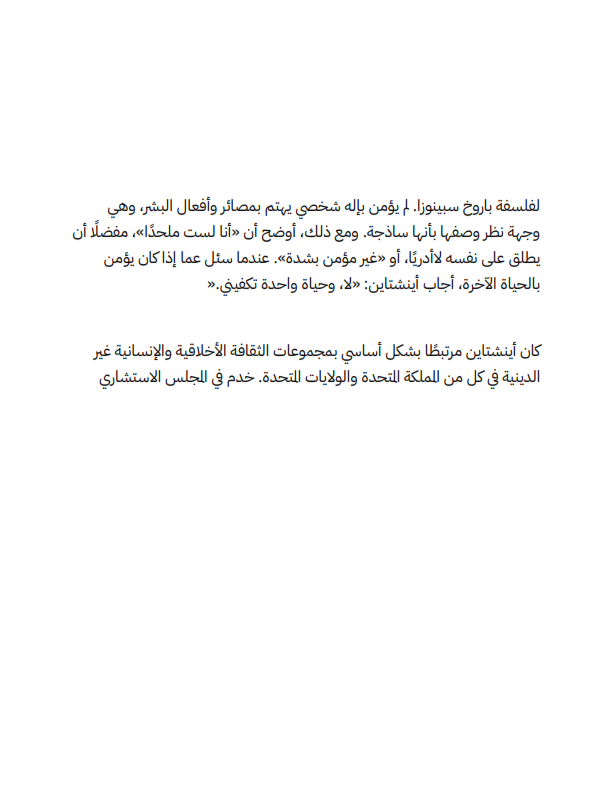 لفلسفة باروخ سبينوزا. لم يؤمن بإله شخصي يهتم بمصائر وأفعال البشر، وهي
وجهة نظر وصفها بأنها ساذجة. ومع ذلك، أوضح أن «أنا لست ملحدًا»، مفضلًا أن
يطلق على نفسه لاأدريًا، أو «غير مؤمن بشدة». عندما سئل عما إذا كان يؤمن
بالحياة الآخرة، أجاب أينشتاين: «لا، وحياة واحدة تكفيني.«
كان أينشتاين مرتبطًا بشكل أساسي بمجموعات الثقافة الأخلاقية والإنسانية غير
الدينية في كل من المملكة المتحدة والولايات المتحدة. خدم في المجلس الاستشاري